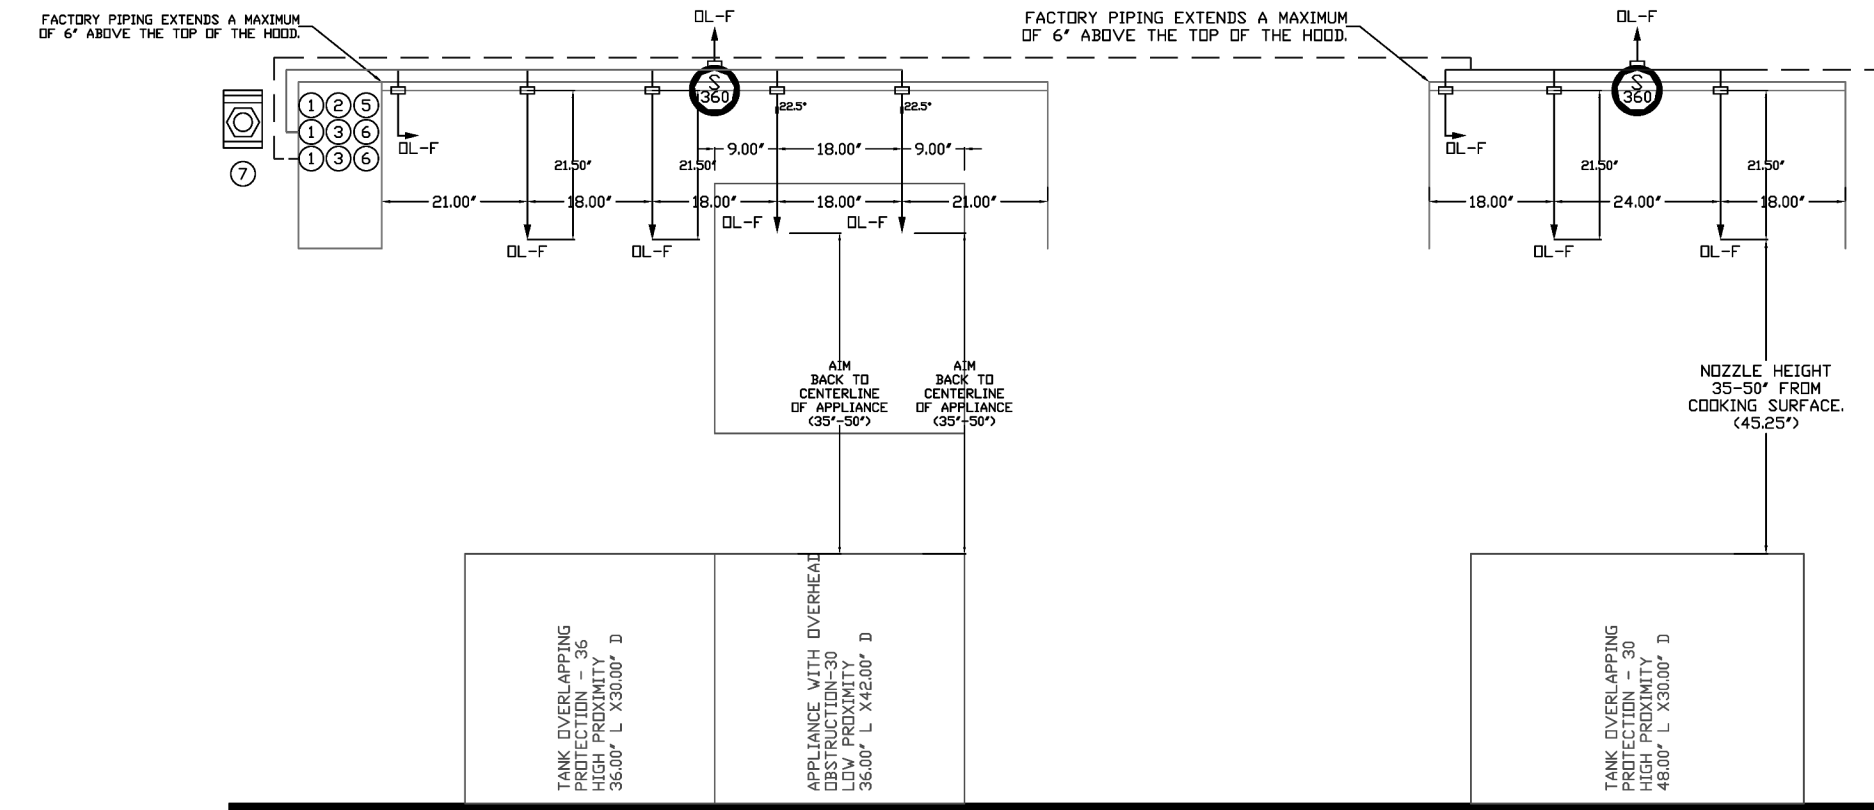 FACTORY PIPING EXTENDS A MAXIMUM
OF 6" ABOVE THE TOP OF THE HOOD.
OL-F
FACTORY PIPING EXTENDS A MAXIMUM
OF 6" ABOVE THE TOP OF THE HOOD.
OL-F
S
360
S
360
1 2 5
1 3 6
1 3 6
7
22.5°
22.5°
OL-F
OL-F
9.00" 18.00" 9.00"
21.50"
21.50"
21.50"
21.50"
21.00" 18.00" 18.00" 18.00" 21.00"
18.00" 24.00" 18.00"
OL-F
OL-F
OL-F
OL-F
OL-F
OL-F
AIM
BACK TO
CENTERLINE
OF APPLIANCE
(35"-50")
AIM
BACK TO
CENTERLINE
OF APPLIANCE
(35"-50")
NOZZLE HEIGHT
35-50" FROM
COOKING SURFACE.
(45.25")
TANK OVERLAPPING
PROTECTION - 36
HIGH PROXIMITY
36.00" L X30.00" D
APPLIANCE WITH OVERHEAD
OBSTRUCTION-30
LOW PROXIMITY
36.00" L X42.00" D
TANK OVERLAPPING
PROTECTION - 30
HIGH PROXIMITY
48.00" L X30.00" D